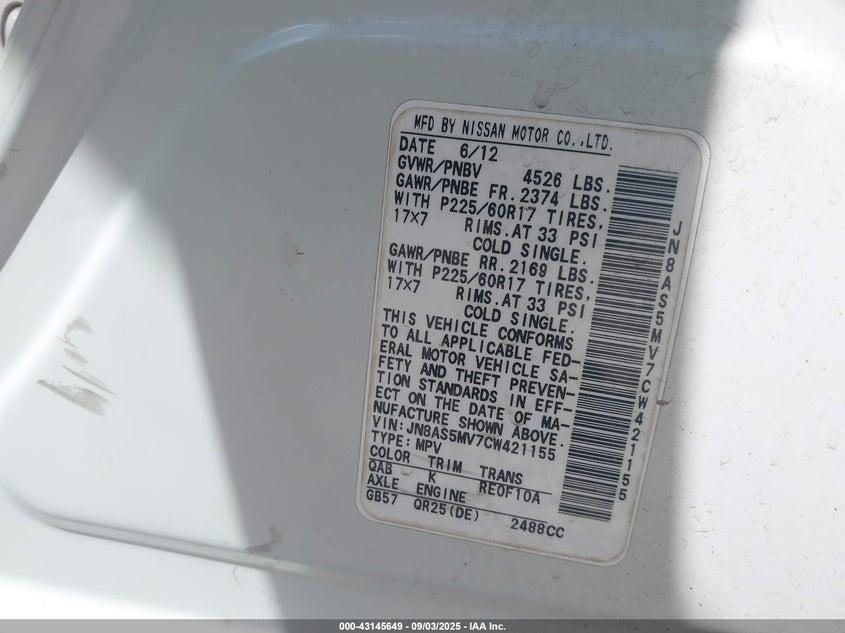 MFD BY NISSAN MOTOR CO.,LTD.
DATE 6/12
GVWR/PNBV 4526 LBS.
GAWR/PNBE FR. 2374 LBS.
WITH P225/60R17 TIRES,
17X7 RIMS.AT 33 PSI
COLD SINGLE.
GAWR/PNBE RR. 2169 LBS.
WITH P225/60R17 TIRES,
17X7 RIMS.AT 33 PSI
COLD SINGLE.
THIS VEHICLE CONFORMS
TO ALL APPLICABLE FED-
ERAL MOTOR VEHICLE SA-
FETY AND THEFT PREVEN-
TION STANDARDS IN EFF-
ECT ON THE DATE OF MA-
NUFACTURE SHOWN ABOVE.
VIN:JN8AS5MV7CW421155
TYPE:MPV
COLOR TRIM TRANS
QAB K RE0F10A
AXLE ENGINE
GB57 QR25(DE) 2488CC
JN8AS5MV7CW421155
000-43145649 - 09/03/2025 - IAA Inc.